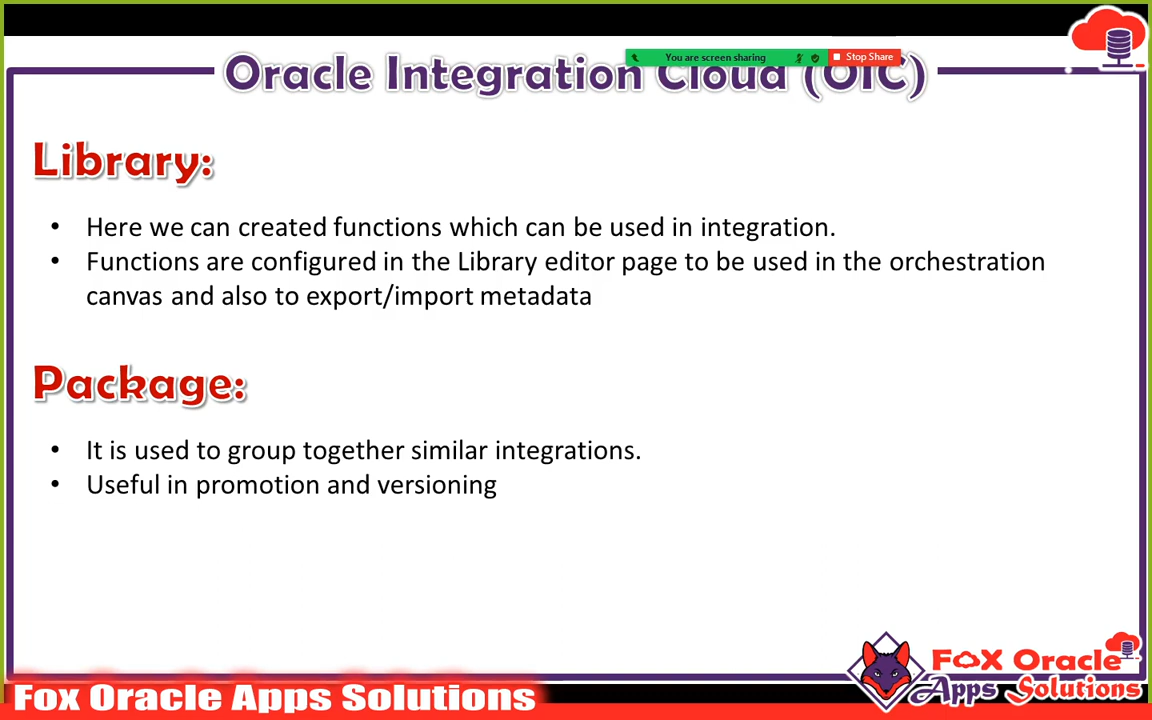 You are screen sharing
Stop Share
Oracle Integration Cloud (OIC)
Library:
• Here we can created functions which can be used in integration.
• Functions are configured in the Library editor page to be used in the orchestration
canvas and also to export/import metadata
Package:
• It is used to group together similar integrations.
• Useful in promotion and versioning
Fox Oracle
Apps Solutions
Fox Oracle Apps Solutions